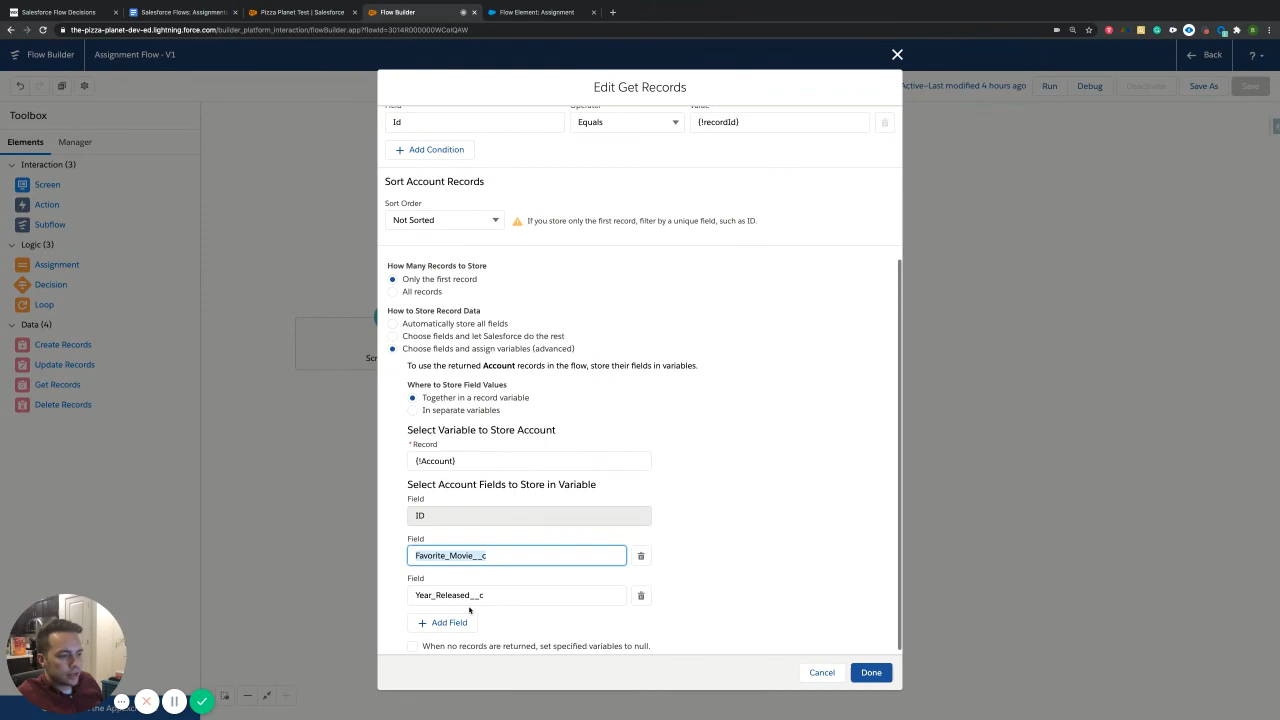 Salesforce Flow Decisions
Salesforce Flows: Assignment
Pizza Planet Test | Salesforce
Flow Builder
Flow Element: Assignment
the-pizza-planet-dev-ed.lightning.force.com/builder_platform_interaction/flowBuilder.app?flowId=3014R000000WCoIQAW
Flow Builder
Assignment Flow - V1
Back
?
Edit Get Records
Active–Last modified 4 hours ago
Run
Debug
Deactivate
Save As
Save
Toolbox
Elements
Manager
Interaction (3)
Screen
Action
Subflow
Logic (3)
Assignment
Decision
Loop
Data (4)
Create Records
Update Records
Get Records
Delete Records
Scr
Field
Operator
Value
Id
Equals
{!recordId}
+ Add Condition
Sort Account Records
Sort Order
Not Sorted
If you store only the first record, filter by a unique field, such as ID.
How Many Records to Store
Only the first record
All records
How to Store Record Data
Automatically store all fields
Choose fields and let Salesforce do the rest
Choose fields and assign variables (advanced)
To use the returned Account records in the flow, store their fields in variables.
Where to Store Field Values
Together in a record variable
In separate variables
Select Variable to Store Account
* Record
{!Account}
Select Account Fields to Store in Variable
Field
ID
Field
Favorite_Movie__c
Field
Year_Released__c
+ Add Field
When no records are returned, set specified variables to null.
Cancel
Done